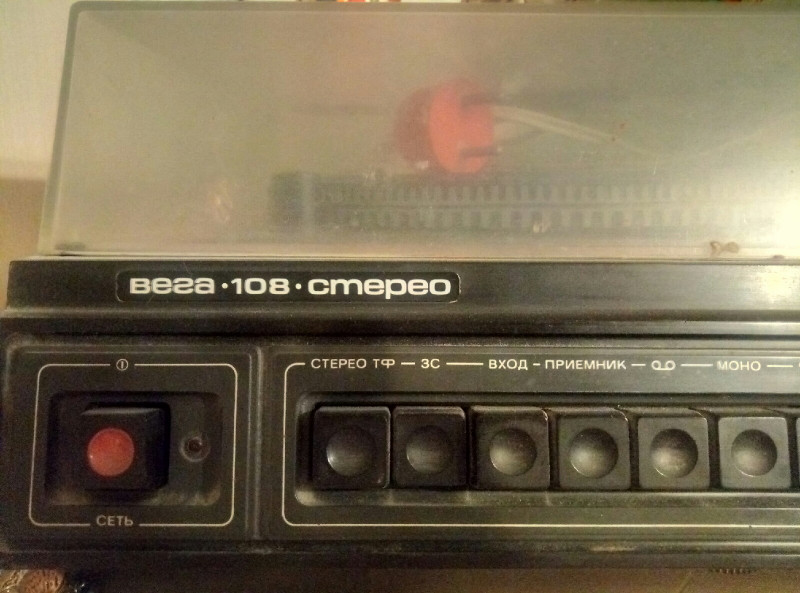 вега·108·стерео
СТЕРЕО ТФ — ЗС — ВХОД – ПРИЕМНИК — — МОНО —
СЕТЬ